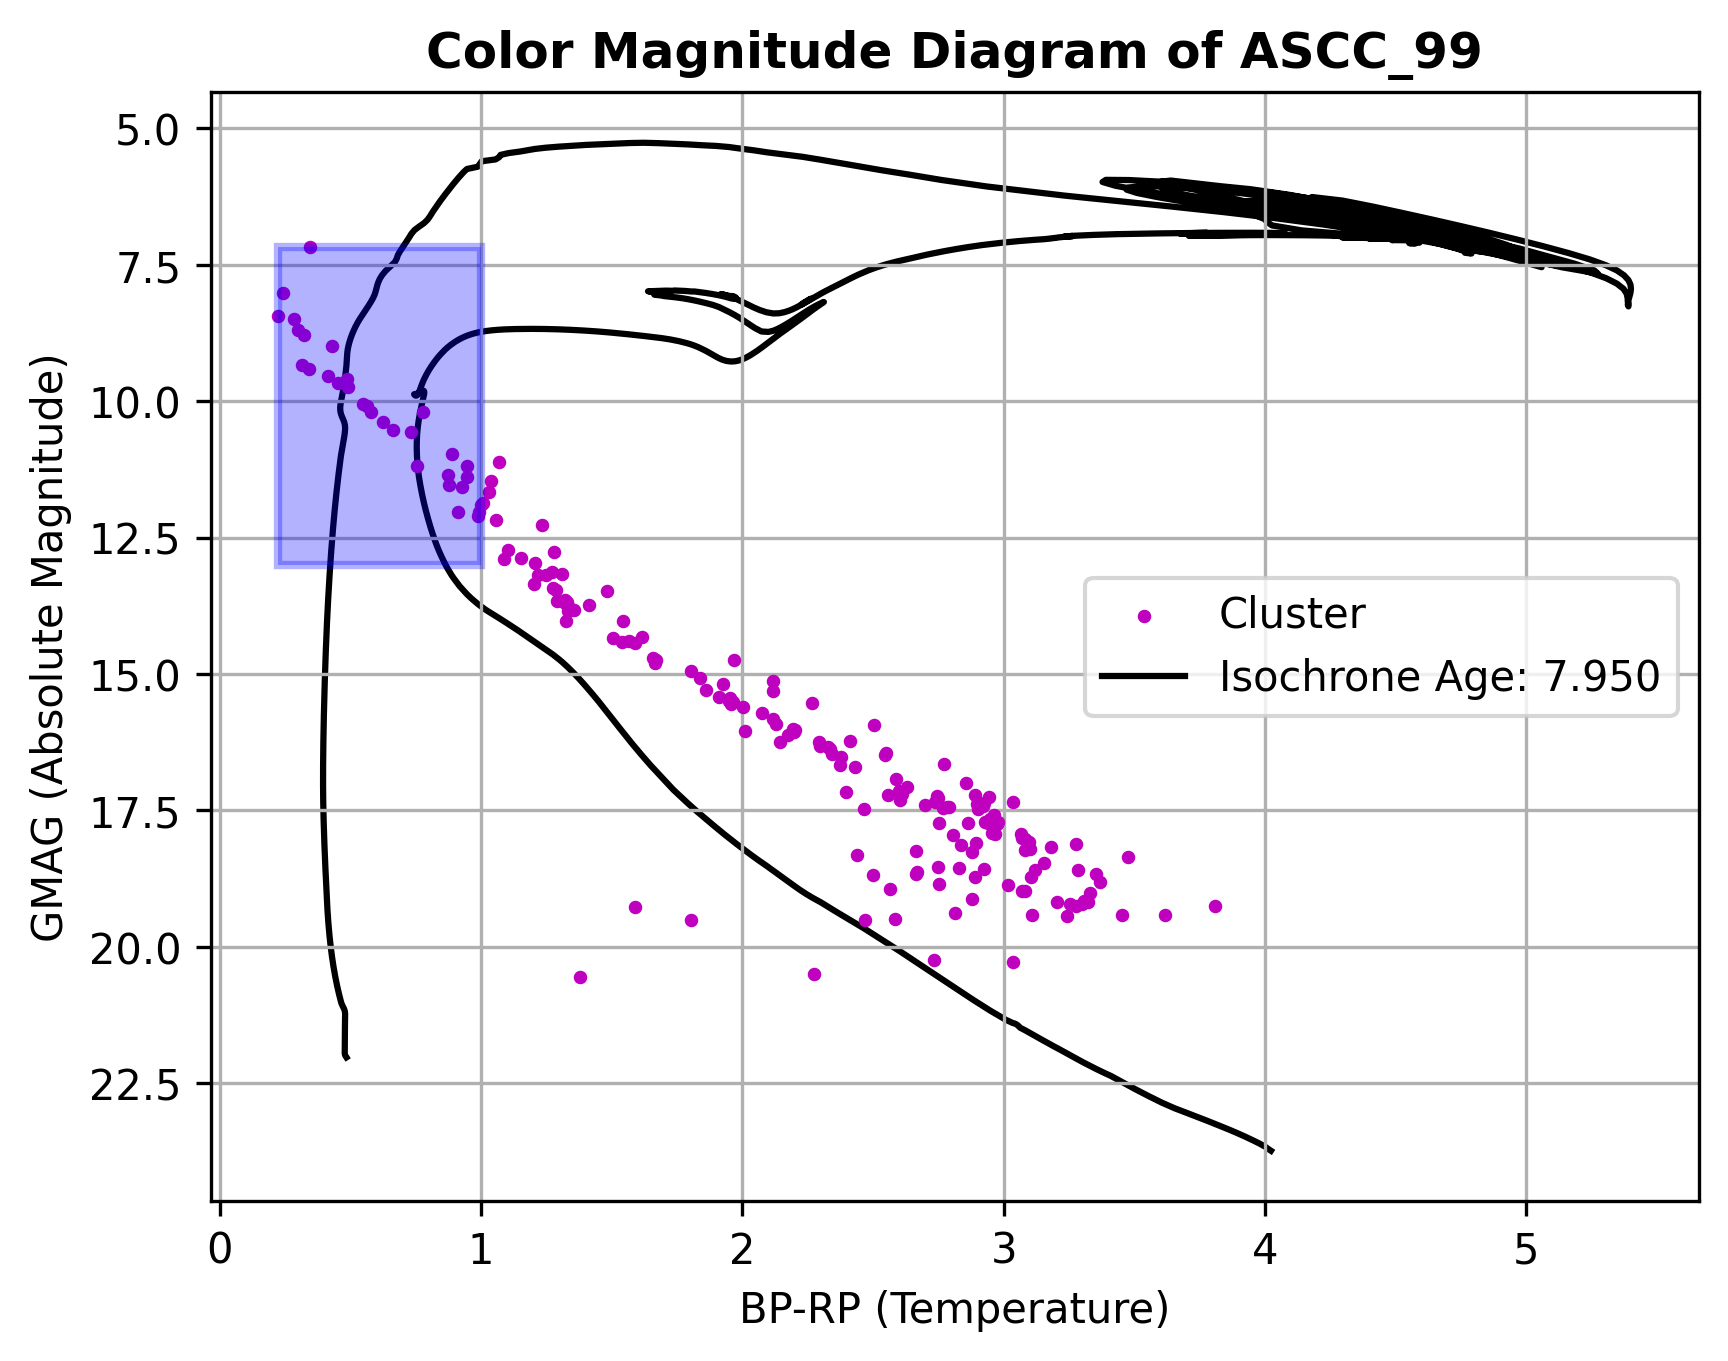 Color Magnitude Diagram of ASCC_99
5.0
7.5
10.0
12.5
15.0
17.5
20.0
22.5
GMAG (Absolute Magnitude)
Cluster
Isochrone Age: 7.950
0 1 2 3 4 5
BP-RP (Temperature)